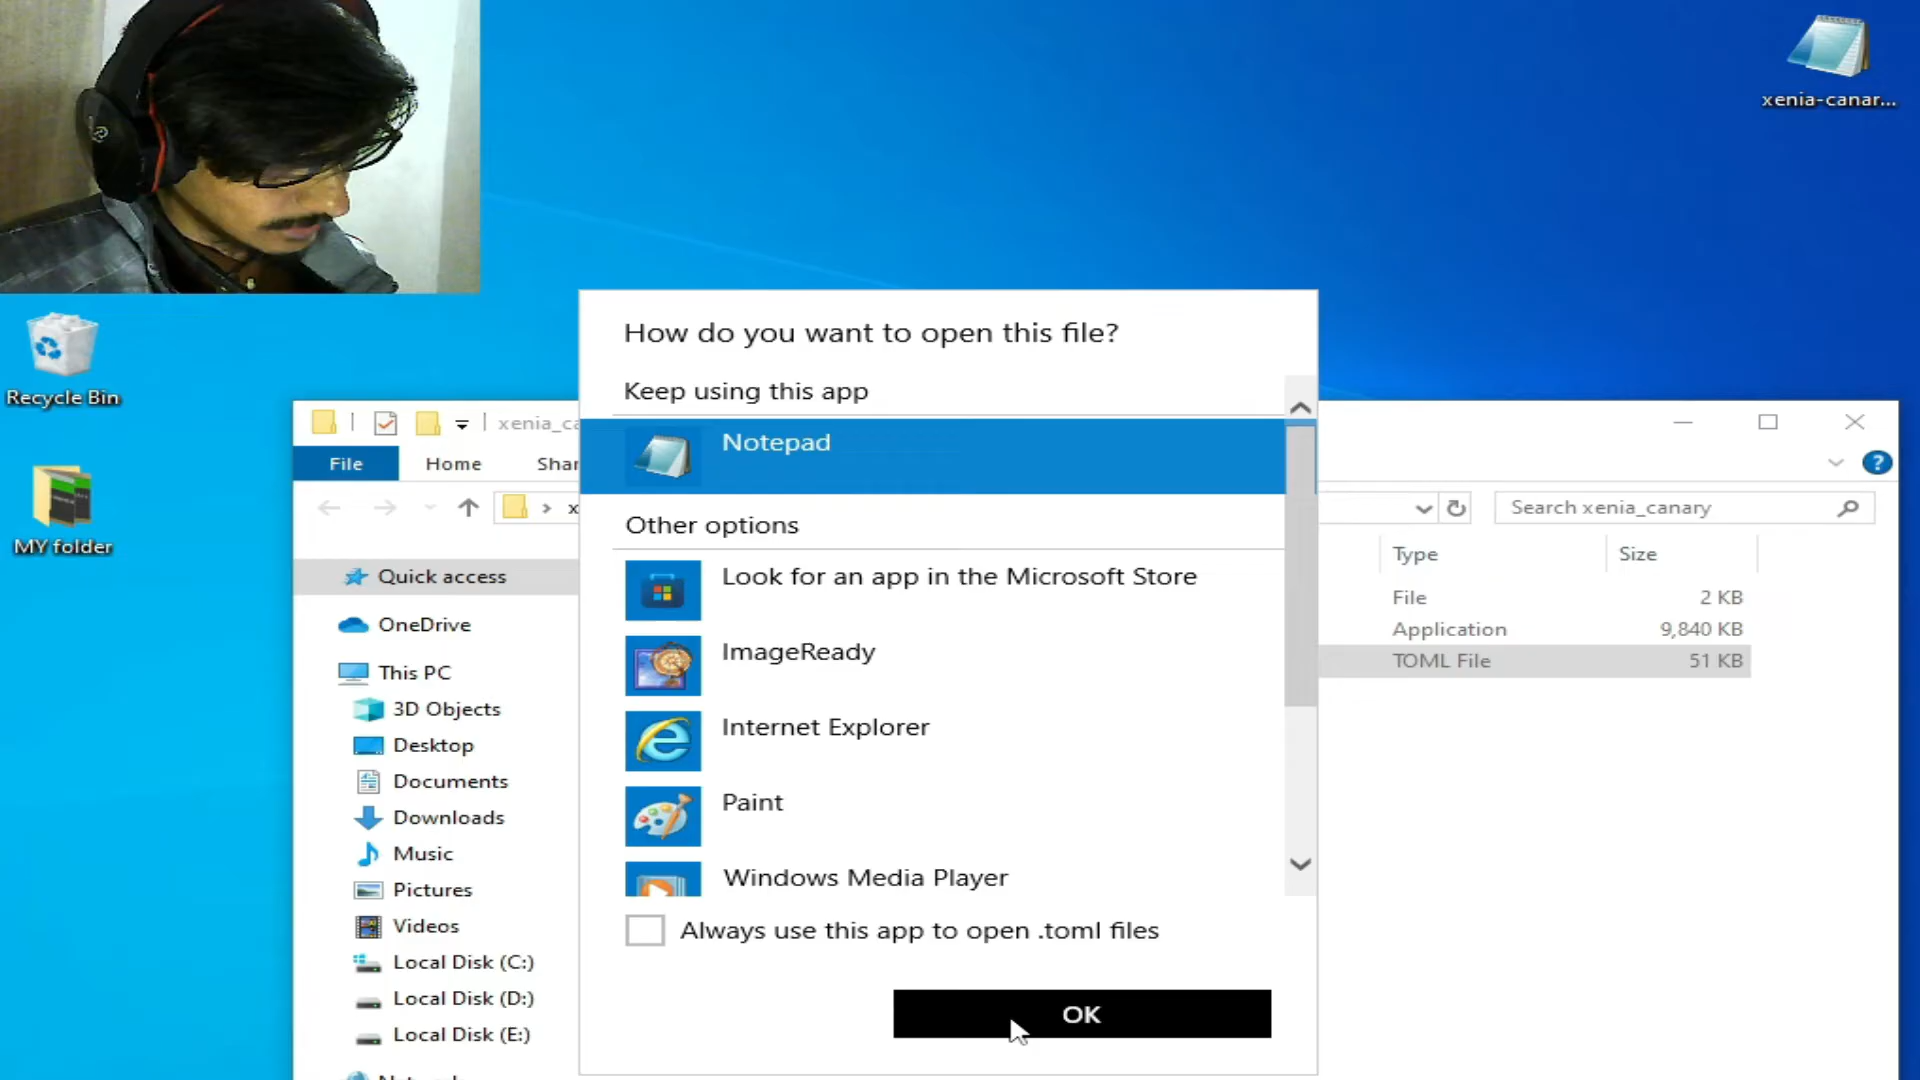 xenia-canar...
Recycle Bin
MY folder
xenia_ca
File
Home
Shar
x
Search xenia_canary
Quick access
OneDrive
This PC
3D Objects
Desktop
Documents
Downloads
Music
Pictures
Videos
Local Disk (C:)
Local Disk (D:)
Local Disk (E:)
How do you want to open this file?
Keep using this app
Notepad
Other options
Look for an app in the Microsoft Store
ImageReady
Internet Explorer
Paint
Windows Media Player
Always use this app to open .toml files
OK
Type
Size
File
2 KB
Application
9,840 KB
TOML File
51 KB